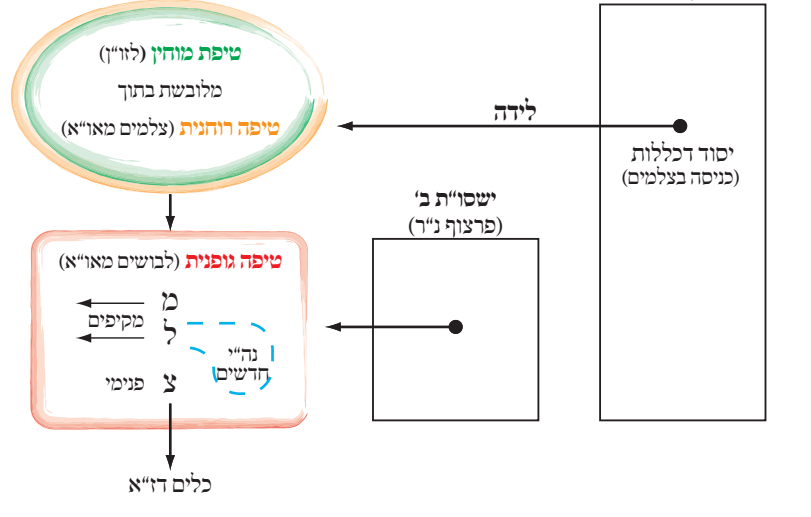 טיפת מוחין (לזו"ן)
מלובשת בתוך
טיפה רוחנית (צלמים מאו"א)
לידה
יסוד דכללות
(כניסה בצלמים)
ישסו"ת ב'
(פרצוף נ"ר)
טיפה גופנית (לבושים מאו"א)
מ
מקיפים
ל
נה"י
חדשים
צ פנימי
כלים דז"א